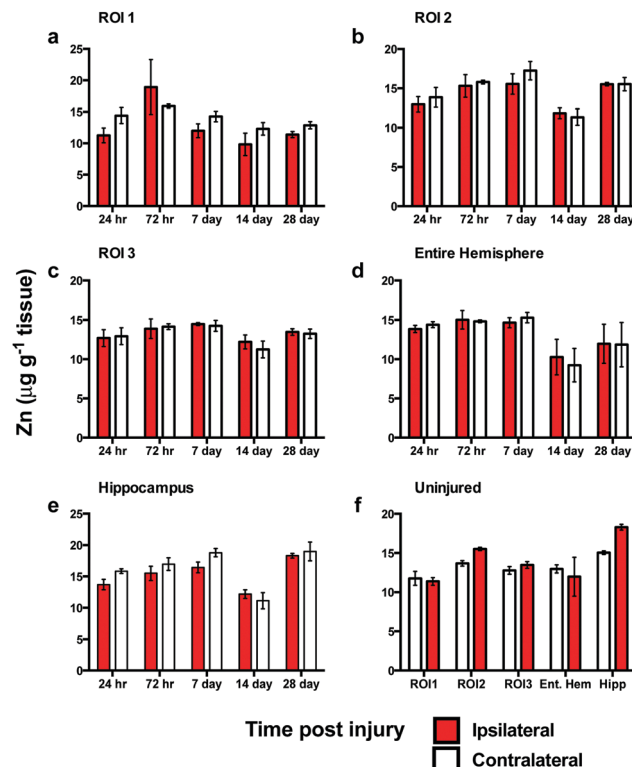 ROI 1
ROI 2
a
b
25
20
15
10
5
0
24 hr 72 hr 7 day 14 day 28 day
20
15
10
5
0
24 hr 72 hr 7 day 14 day 28 day
ROI 3
Entire Hemisphere
c
d
20
15
10
5
0
24 hr 72 hr 7 day 14 day 28 day
20
15
10
5
0
24 hr 72 hr 7 day 14 day 28 day
Zn (μg g⁻¹ tissue)
Hippocampus
Uninjured
e
f
25
20
15
10
5
0
24 hr 72 hr 7 day 14 day 28 day
20
15
10
5
0
ROI1 ROI2 ROI3 Ent. Hem Hipp
Time post injury
Ipsilateral
Contralateral